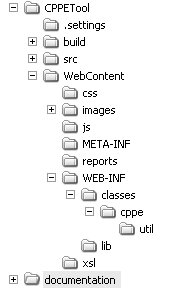 CPPETool
.settings
build
src
WebContent
css
images
js
META-INF
reports
WEB-INF
classes
cppe
util
lib
xsl
documentation